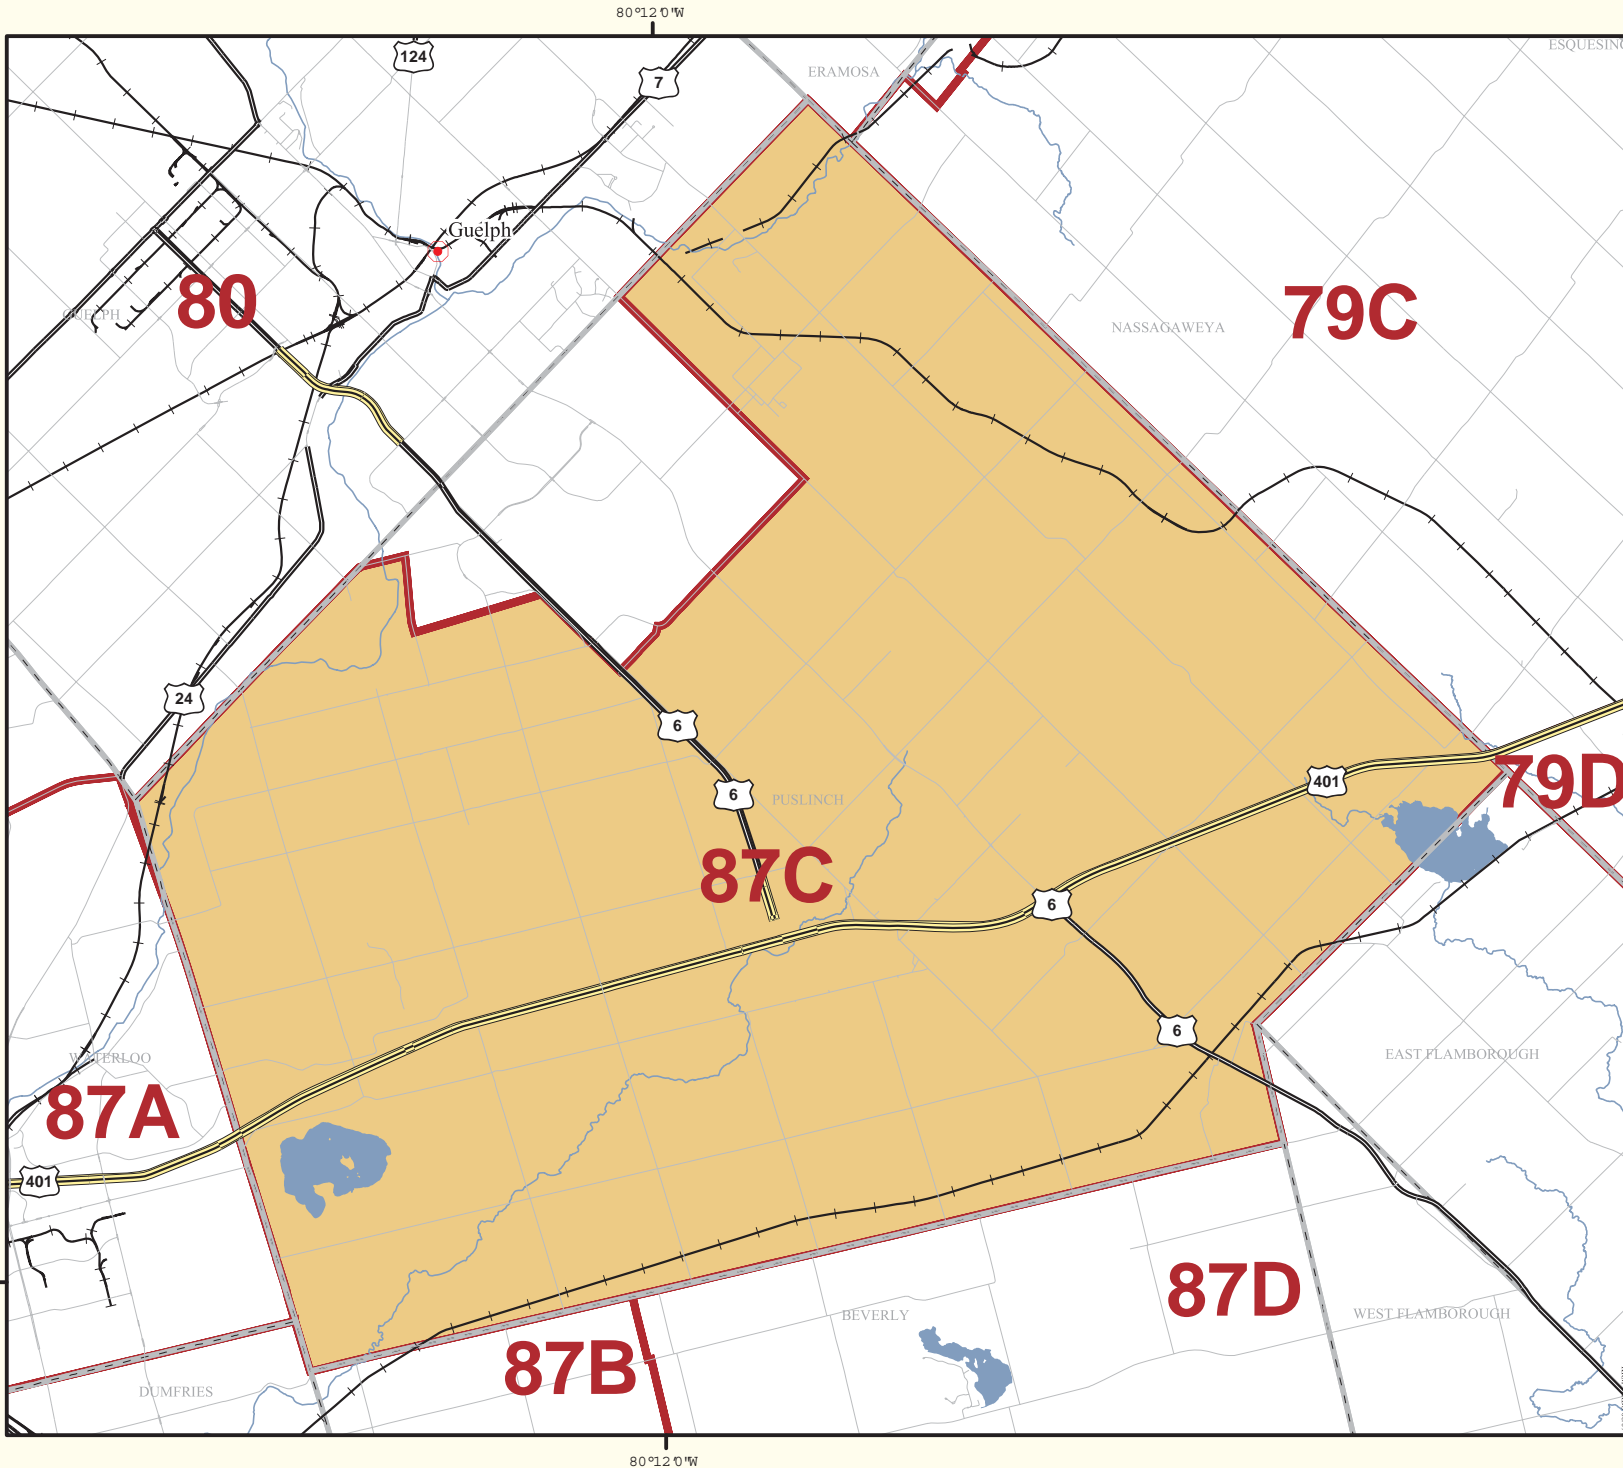 80°12'0"W
124
7
ERAMOSA
ESQUESING
Guelph
80
GUELPH
79C
NASSAGAWEYA
24
6
6
PUSLINCH
401
79D
87C
6
6
WATERLOO
87A
EAST FLAMBOROUGH
401
87D
BEVERLY
WEST FLAMBOROUGH
87B
DUMFRIES
80°12'0"W